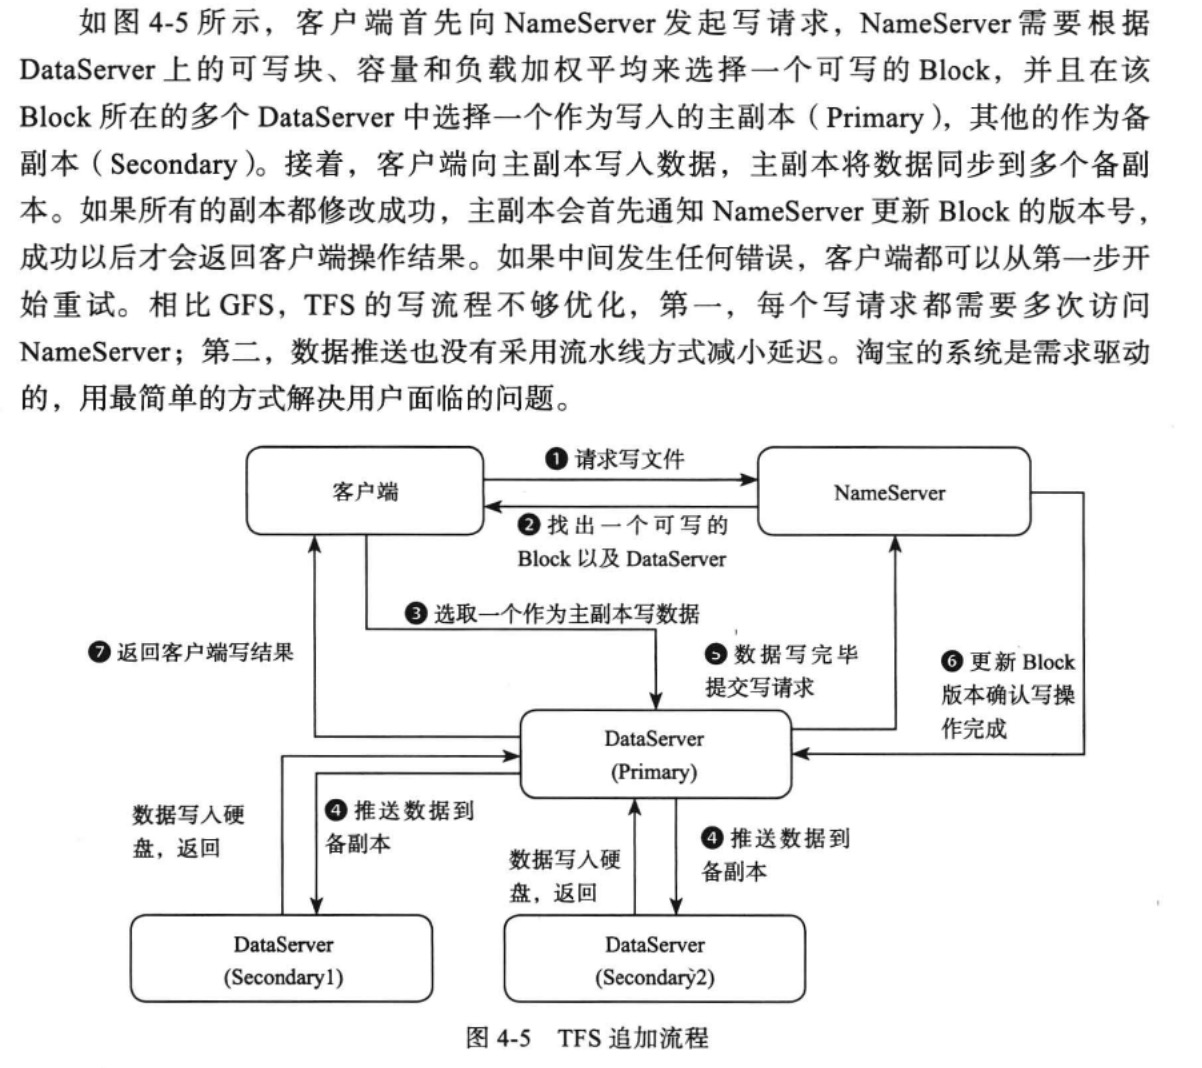 如图 4-5 所示，客户端首先向 NameServer 发起写请求，NameServer 需要根据
DataServer 上的可写块、容量和负载加权平均来选择一个可写的 Block，并且在该
Block 所在的多个 DataServer 中选择一个作为写入的主副本（Primary），其他的作为备
副本（Secondary）。接着，客户端向主副本写入数据，主副本将数据同步到多个备副
本。如果所有的副本都修改成功，主副本会首先通知 NameServer 更新 Block 的版本号，
成功以后才会返回客户端操作结果。如果中间发生任何错误，客户端都可以从第一步开
始重试。相比 GFS，TFS 的写流程不够优化，第一，每个写请求都需要多次访问
NameServer；第二，数据推送也没有采用流水线方式减小延迟。淘宝的系统是需求驱动
的，用最简单的方式解决用户面临的问题。
❶ 请求写文件
客户端
NameServer
❷ 找出一个可写的
Block 以及 DataServer
❸ 选取一个作为主副本写数据
❼ 返回客户端写结果
❺ 数据写完毕
提交写请求
❻ 更新 Block
版本确认写操
作完成
DataServer
(Primary)
数据写入硬
盘，返回
❹ 推送数据到
备副本
数据写入硬
盘，返回
❹ 推送数据到
备副本
DataServer
(Secondary1)
DataServer
(Secondary2)
图 4-5 TFS 追加流程